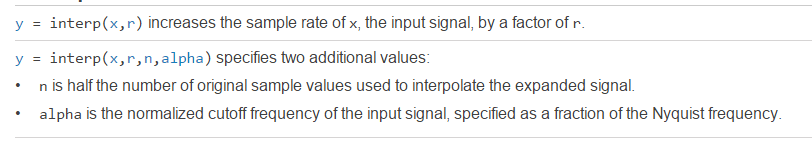 y = interp(x,r) increases the sample rate of x, the input signal, by a factor of r.
y = interp(x,r,n,alpha) specifies two additional values:
• n is half the number of original sample values used to interpolate the expanded signal.
• alpha is the normalized cutoff frequency of the input signal, specified as a fraction of the Nyquist frequency.